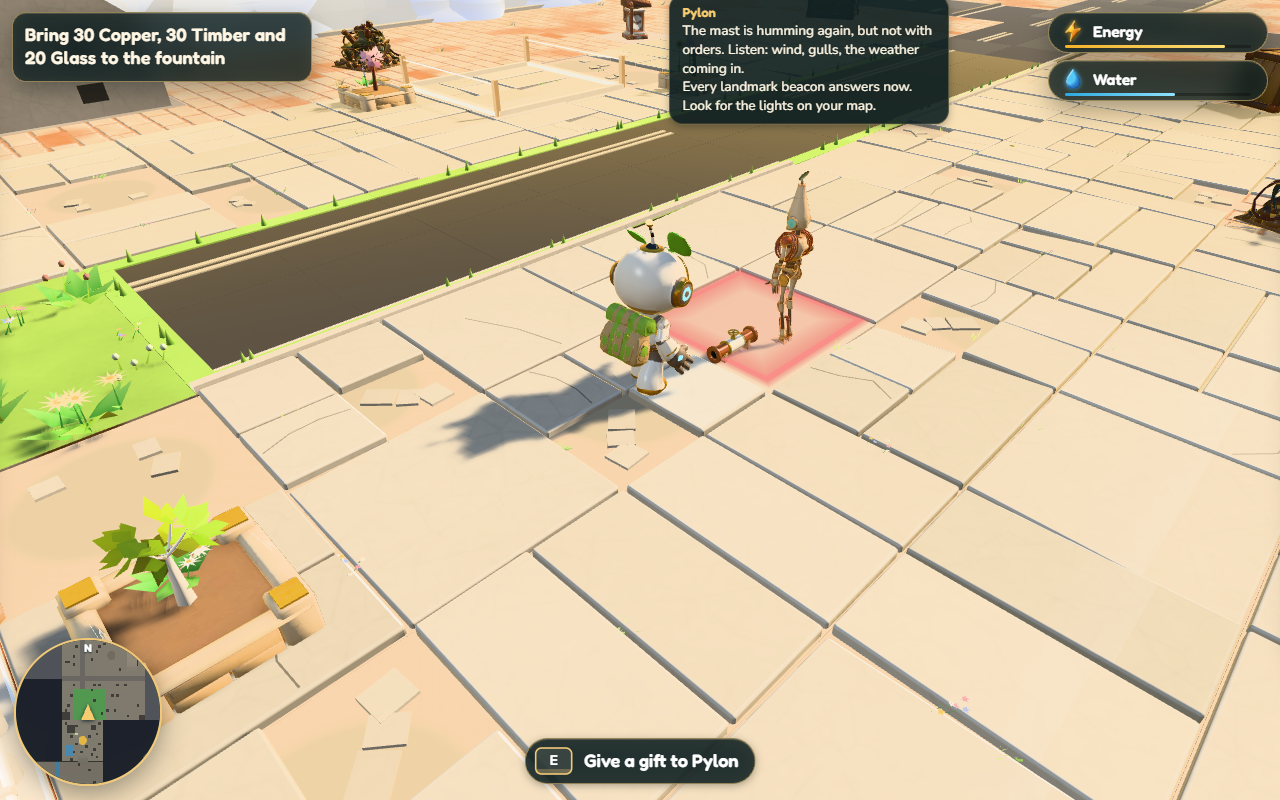 Bring 30 Copper, 30 Timber and
20 Glass to the fountain
Pylon
The mast is humming again, but not with
orders. Listen: wind, gulls, the weather
coming in.
Every landmark beacon answers now.
Look for the lights on your map.
Energy
Water
N
E
Give a gift to Pylon